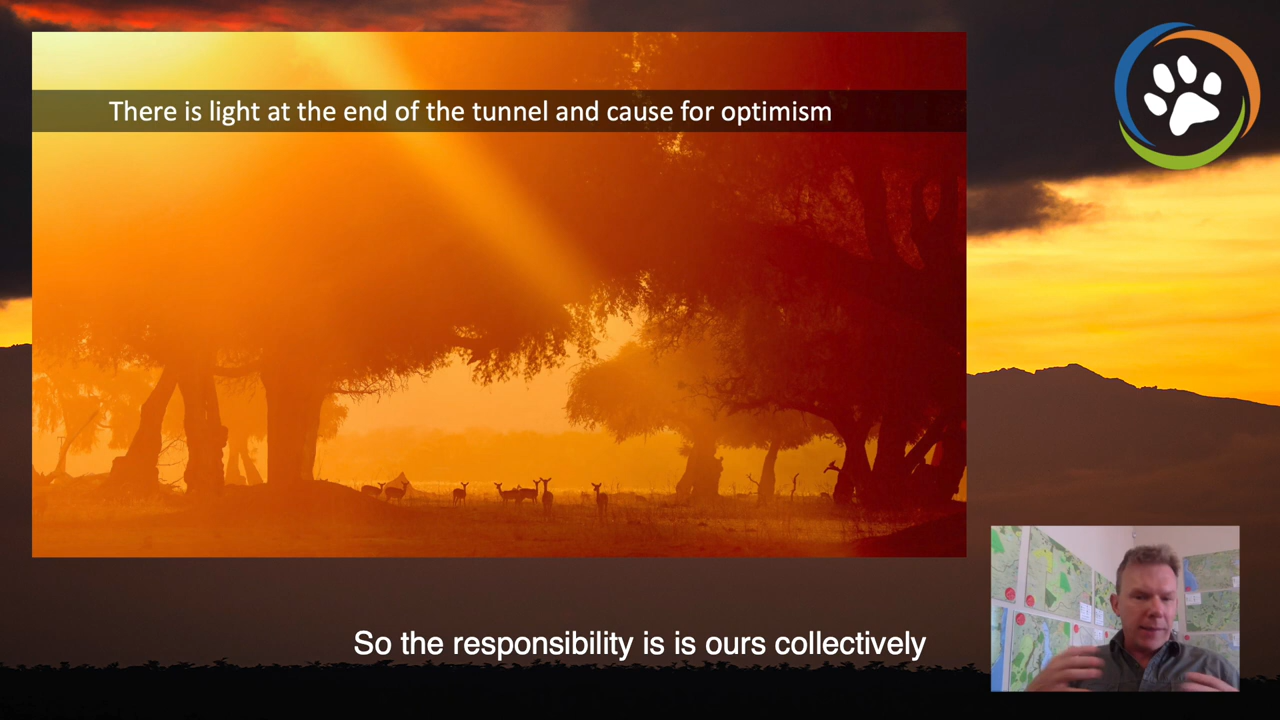 There is light at the end of the tunnel and cause for optimism
So the responsibility is is ours collectively